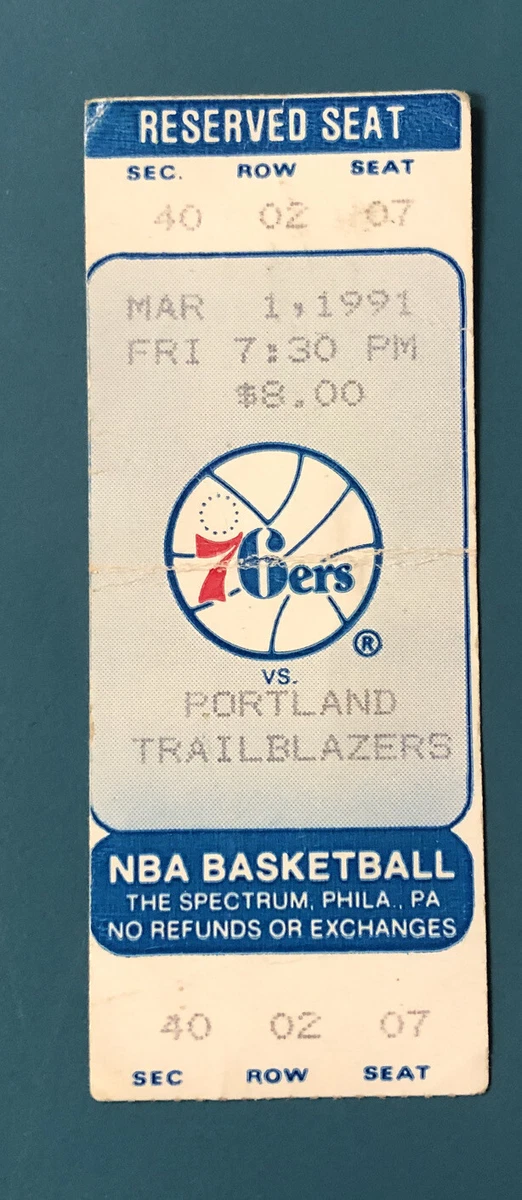 RESERVED SEAT
SEC. ROW SEAT
40 02 07
MAR 1,1991
FRI 7:30 PM
$8.00
76ers
®
VS.
PORTLAND
TRAILBLAZERS
NBA BASKETBALL
THE SPECTRUM, PHILA., PA
NO REFUNDS OR EXCHANGES
40 02 07
SEC ROW SEAT